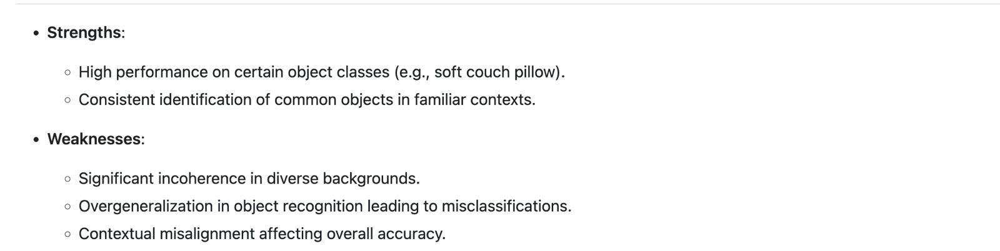 • Strengths:
◦ High performance on certain object classes (e.g., soft couch pillow).
◦ Consistent identification of common objects in familiar contexts.
• Weaknesses:
◦ Significant incoherence in diverse backgrounds.
◦ Overgeneralization in object recognition leading to misclassifications.
◦ Contextual misalignment affecting overall accuracy.